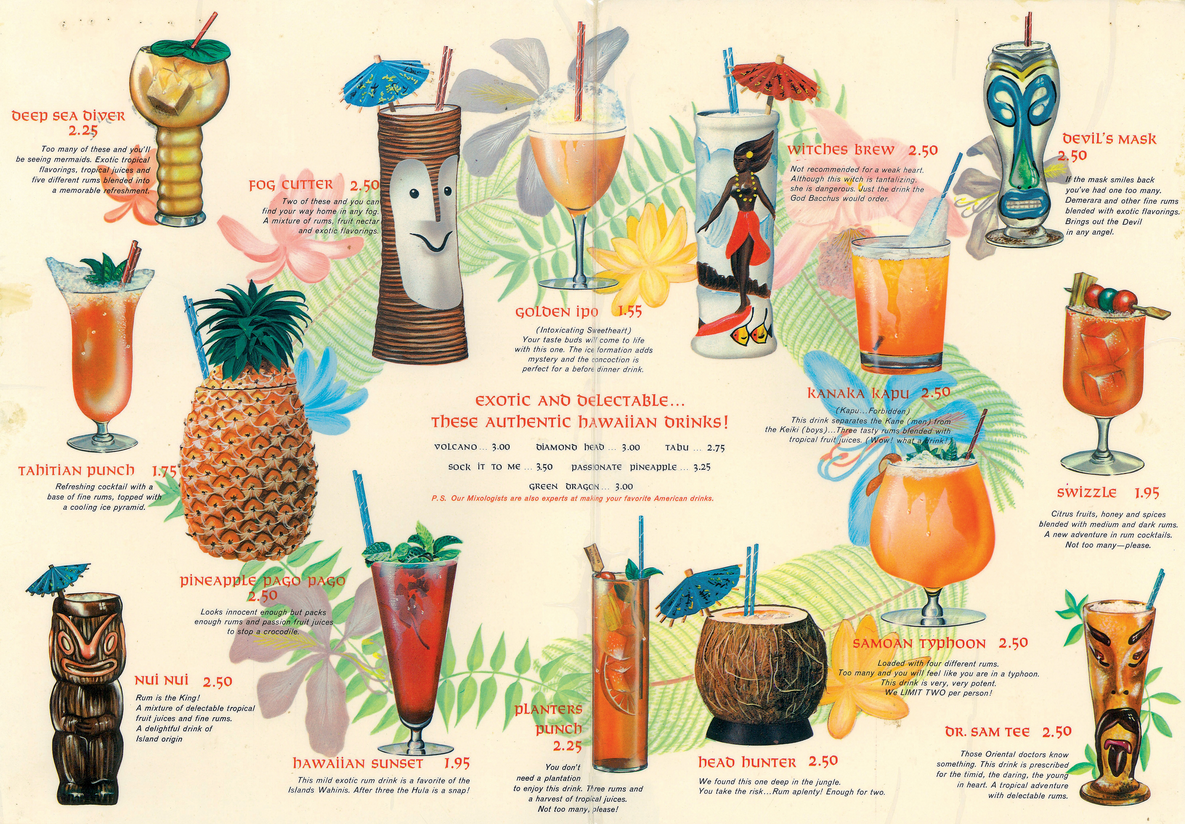 DEEP SEA DIVER
2.25
Too many of these and you'll
be seeing mermaids. Exotic tropical
flavorings, tropical juices and
five different rums blended into
a memorable refreshment.
FOG CUTTER 2.50
Two of these and you can
find your way home in any fog.
A mixture of rums, fruit nectar
and exotic flavorings.
GOLDEN IPO 1.55
(Intoxicating Sweetheart)
Your taste buds will come to life
with this one. The ice formation adds
mystery and the concoction is
perfect for a before dinner drink.
WITCHES BREW 2.50
Not recommended for a weak heart.
Although this witch is tantalizing,
she is dangerous. Just the drink the
God Bacchus would order.
DEVIL'S MASK
2.50
If the mask smiles back
you've had one too many.
Demerara and other fine rums
blended with exotic flavorings.
Brings out the Devil
in any angel.
TAHITIAN PUNCH 1.75
Refreshing cocktail with a
base of fine rums, topped with
a cooling ice pyramid.
EXOTIC AND DELECTABLE...
THESE AUTHENTIC HAWAIIAN DRINKS!
VOLCANO ... 3.00 DIAMOND HEAD ... 3.00 TABU ... 2.75
SOCK IT TO ME ... 3.50 PASSIONATE PINEAPPLE ... 3.25
GREEN DRAGON ... 3.00
P.S. Our Mixologists are also experts at making your favorite American drinks.
KANAKA KAPU 2.50
(Kapu...Forbidden)
This drink separates the Kane (men) from
the Keiki (boys)...Three tasty rums blended with
tropical fruit juices. (Wow! what a drink!)
SWIZZLE 1.95
Citrus fruits, honey and spices
blended with medium and dark rums.
A new adventure in rum cocktails.
Not too many—please.
PINEAPPLE PAGO PAGO
2.50
Looks innocent enough but packs
enough rums and passion fruit juices
to stop a crocodile.
NUI NUI 2.50
Rum is the King!
A mixture of delectable tropical
fruit juices and fine rums.
A delightful drink of
Island origin
HAWAIIAN SUNSET 1.95
This mild exotic rum drink is a favorite of the
Islands Wahinis. After three the Hula is a snap!
PLANTERS
PUNCH
2.25
You don't
need a plantation
to enjoy this drink. Three rums and
a harvest of tropical juices.
Not too many, please!
HEAD HUNTER 2.50
We found this one deep in the jungle.
You take the risk...Rum aplenty! Enough for two.
SAMOAN TYPHOON 2.50
Loaded with four different rums.
Too many and you will feel like you are in a typhoon.
This drink is very, very potent.
We LIMIT TWO per person!
DR. SAM TEE 2.50
Those Oriental doctors know
something. This drink is prescribed
for the timid, the daring, the young
in heart. A tropical adventure
with delectable rums.